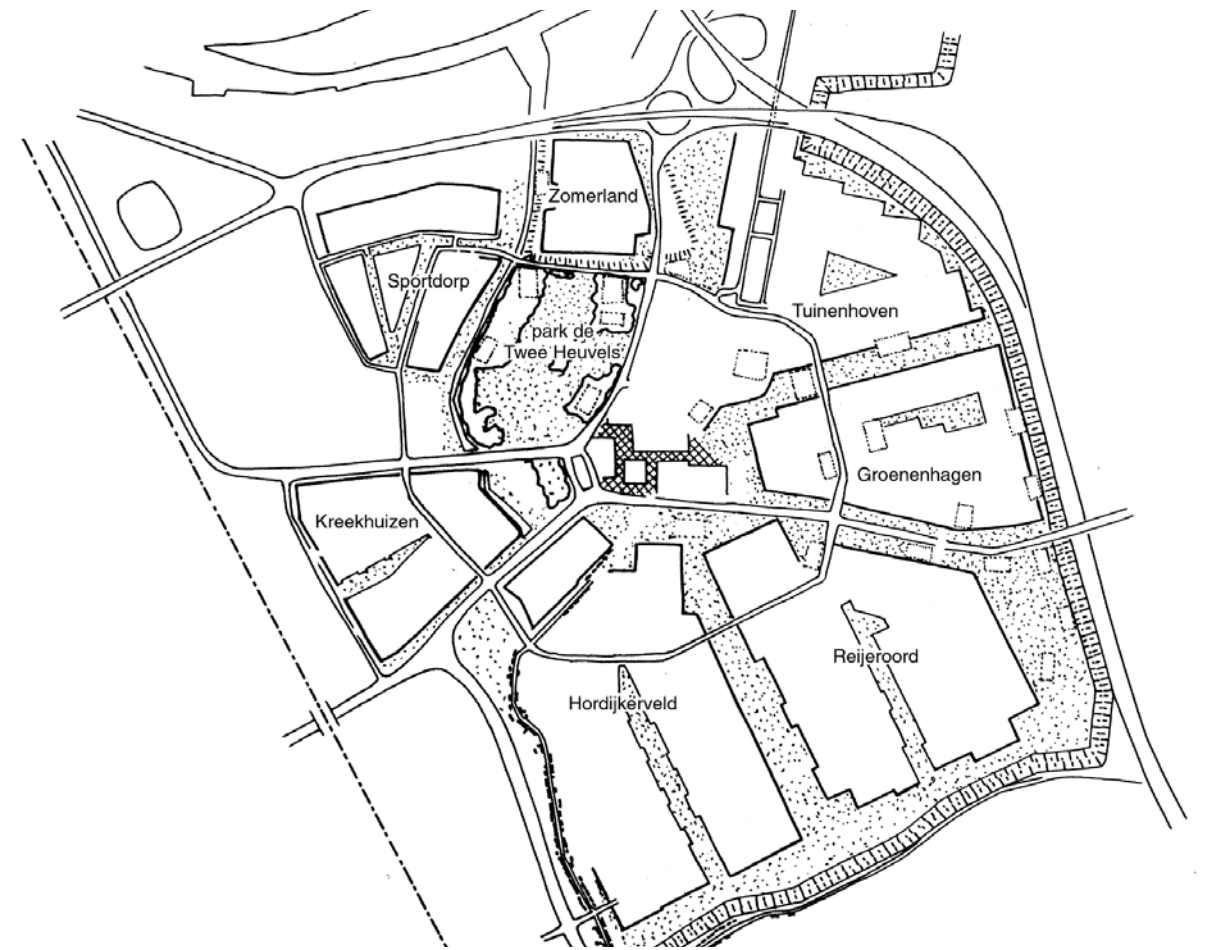 Zomerland
Sportdorp
Tuinenhoven
park de
Twee Heuvels
Groenenhagen
Kreekhuizen
Reijeroord
Hordijkerveld